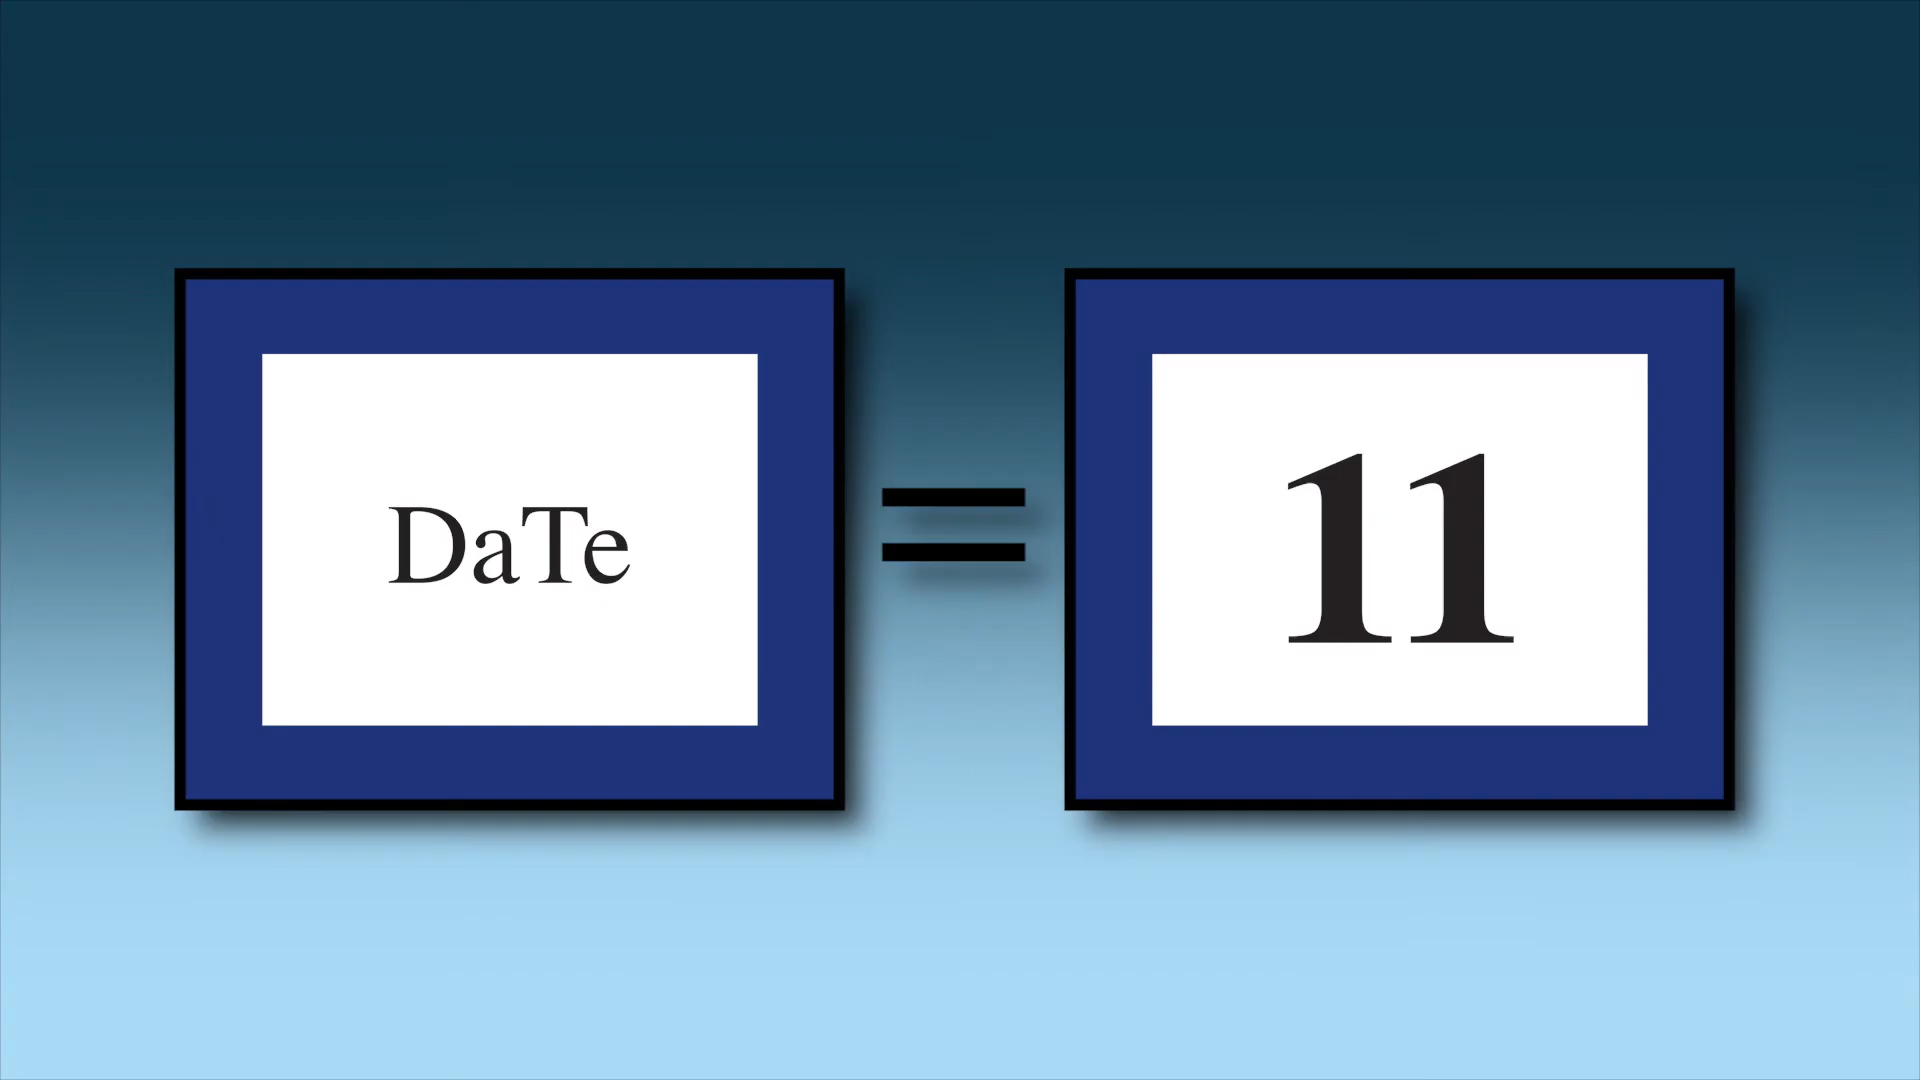 DaTe = 11